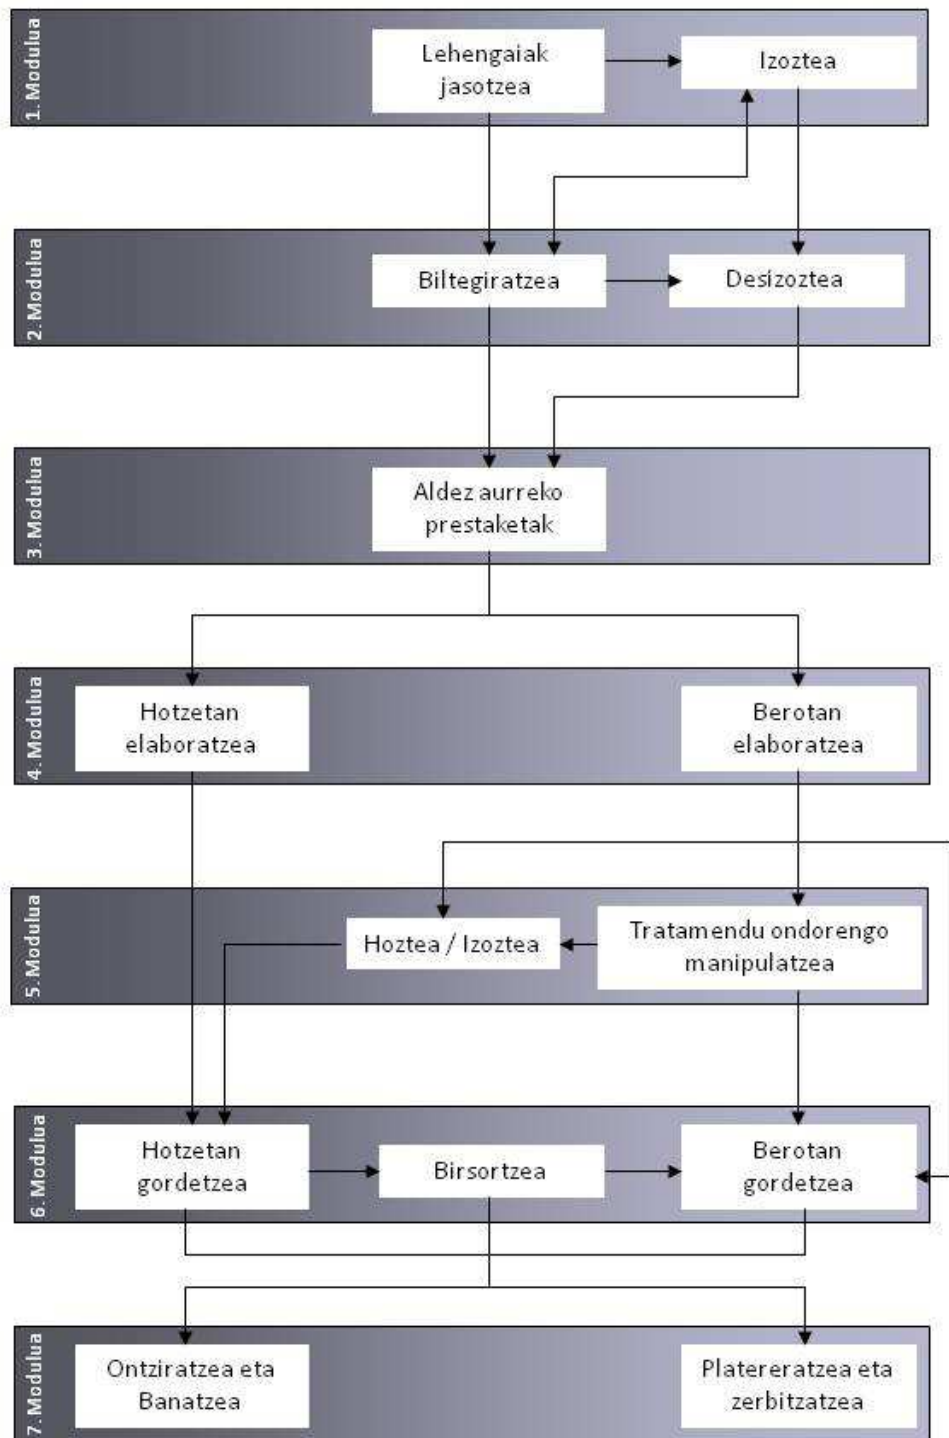 1. Modulua
Lehengaiak
jasotzea
Izoztea
2. Modulua
Biltegiratzea
Desizoztea
3. Modulua
Aldez aurreko
prestaketak
4. Modulua
Hotzetan
elaboratzea
Berotan
elaboratzea
5. Modulua
Hoztea / Izoztea
Tratamendu ondorengo
manipulatzea
6. Modulua
Hotzetan
gordetzea
Birsortzea
Berotan
gordetzea
7. Modulua
Ontziratzea eta
Banatzea
Platereratzea eta
zerbitzatzea